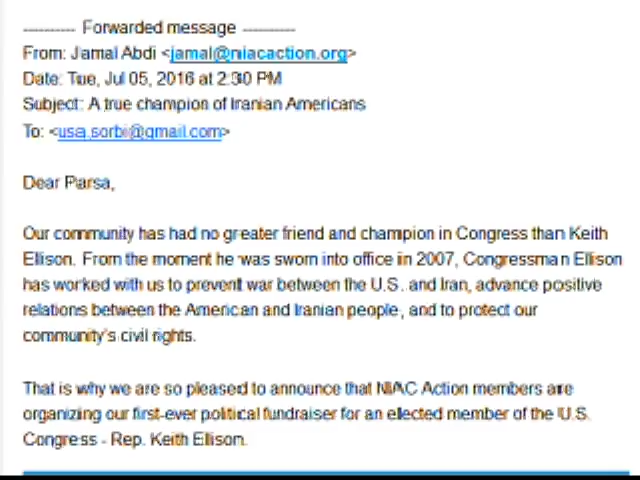 ---------- Forwarded message ----------
From: Jamal Abdi <jamal@niacaction.org>
Date: Tue, Jul 05, 2016 at 2:30 PM
Subject: A true champion of Iranian Americans
To: <usa.sorbi@gmail.com>
Dear Parsa,
Our community has had no greater friend and champion in Congress than Keith
Ellison. From the moment he was sworn into office in 2007, Congressman Ellison
has worked with us to prevent war between the U.S. and Iran, advance positive
relations between the American and Iranian people, and to protect our
community's civil rights.
That is why we are so pleased to announce that NIAC Action members are
organizing our first-ever political fundraiser for an elected member of the U.S.
Congress - Rep. Keith Ellison.